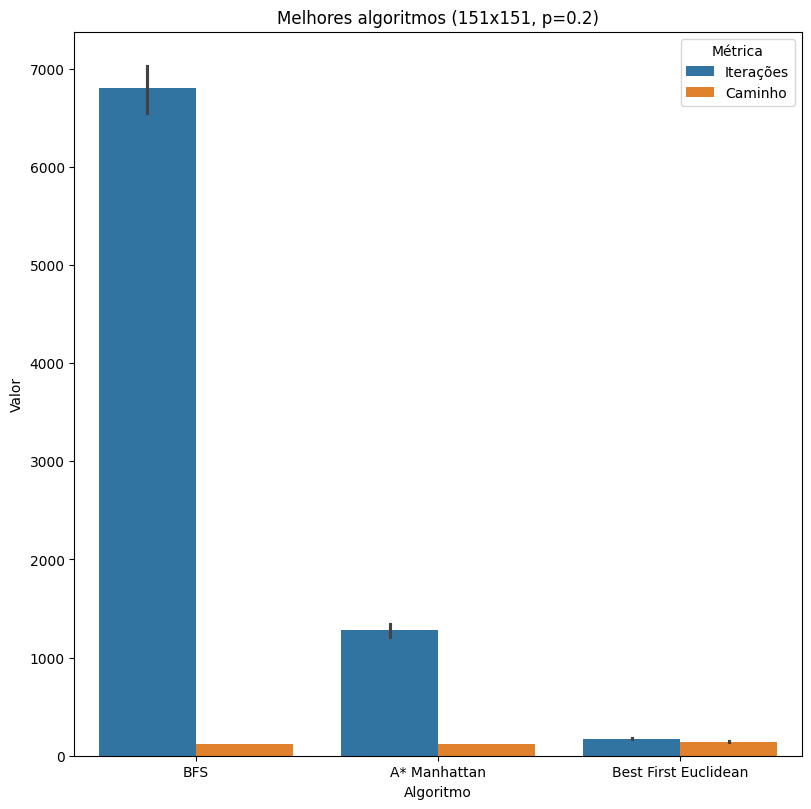 Melhores algoritmos (151x151, p=0.2)
Métrica
Iterações
Caminho
7000
6000
5000
4000
3000
2000
1000
0
Valor
BFS
A* Manhattan
Best First Euclidean
Algoritmo